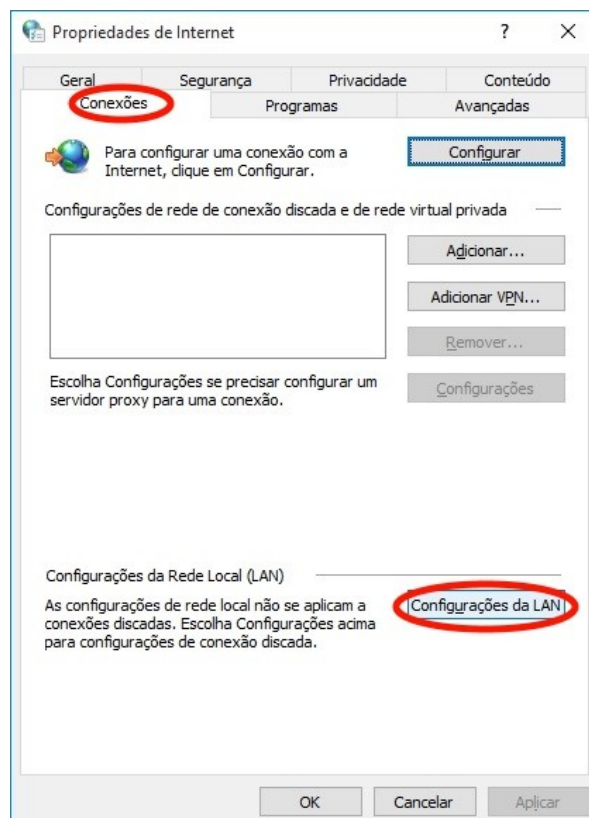 Propriedades de Internet
Geral Segurança Privacidade Conteúdo
Conexões Programas Avançadas
Para configurar uma conexão com a
Internet, clique em Configurar.
Configurar
Configurações de rede de conexão discada e de rede virtual privada
Adicionar...
Adicionar VPN...
Remover...
Escolha Configurações se precisar configurar um
servidor proxy para uma conexão.
Configurações
Configurações da Rede Local (LAN)
As configurações de rede local não se aplicam a
conexões discadas. Escolha Configurações acima
para configurações de conexão discada.
Configurações da LAN
OK Cancelar Aplicar